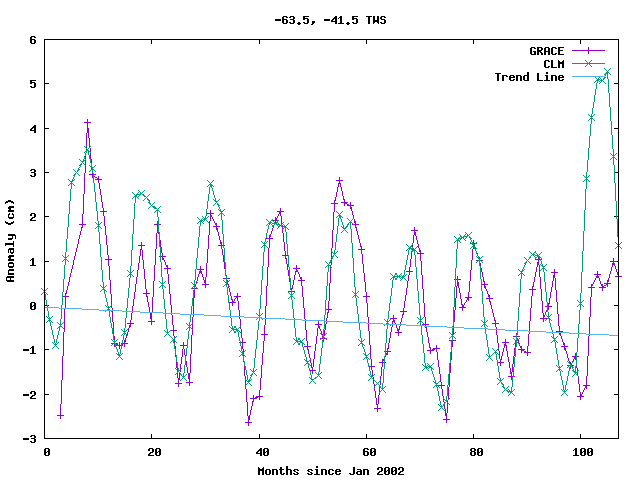 -63.5, -41.5 TWS
GRACE
CLM
Trend Line
6
5
4
3
2
1
0
-1
-2
-3
Anomaly (cm)
0 20 40 60 80 100
Months since Jan 2002